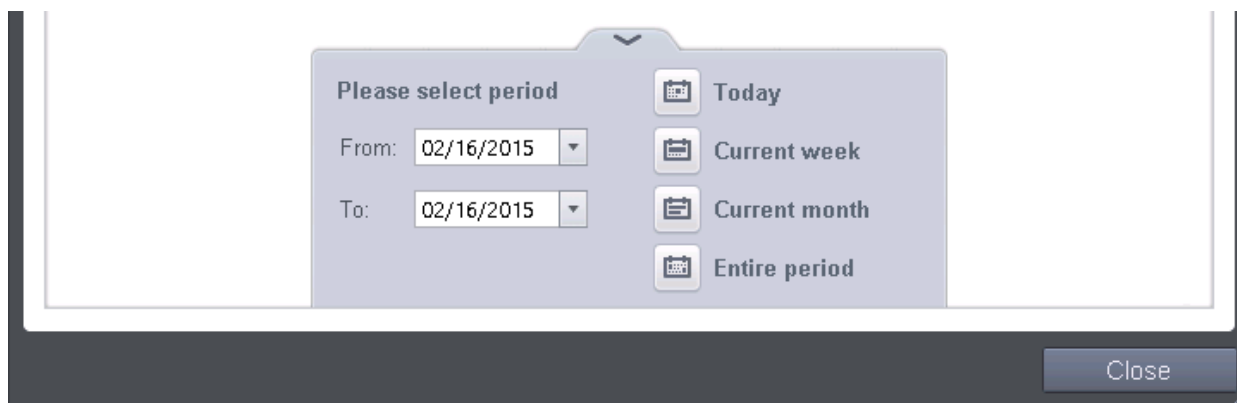 Please select period
From: 02/16/2015
To: 02/16/2015
Today
Current week
Current month
Entire period
Close